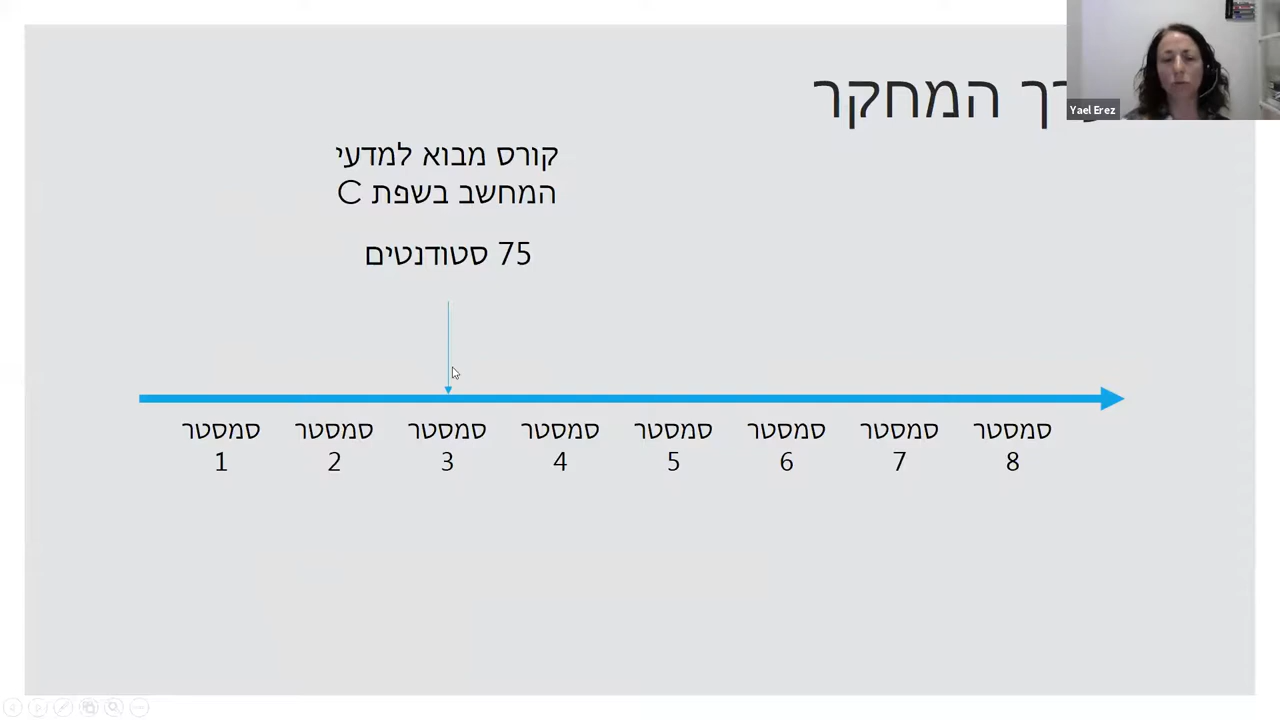 המחקר
Yael Erez
קורס מבוא למדעי
המחשב בשפת C
75 סטודנטים
סמסטר 1
סמסטר 2
סמסטר 3
סמסטר 4
סמסטר 5
סמסטר 6
סמסטר 7
סמסטר 8